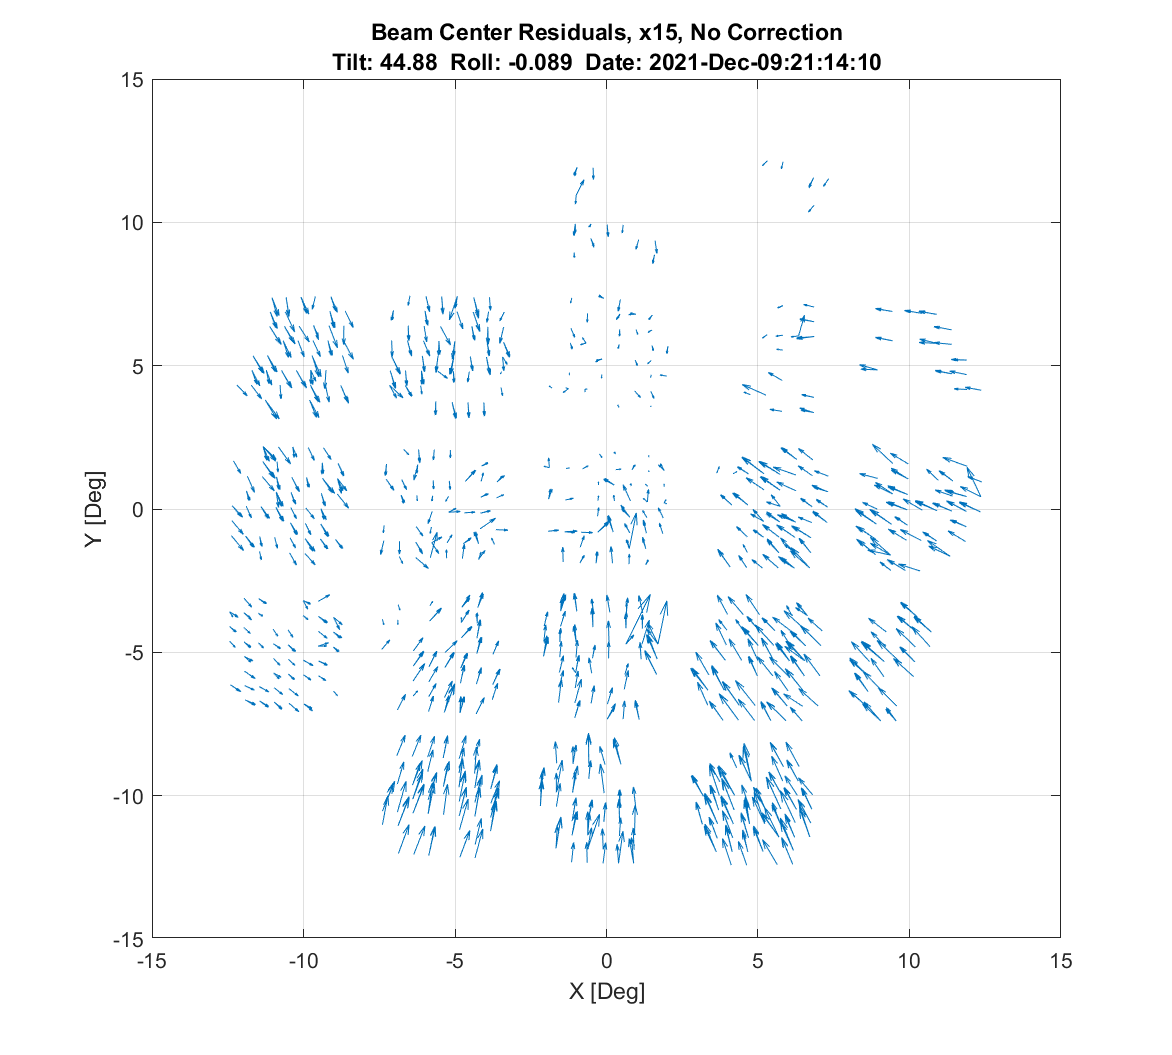 Beam Center Residuals, x15, No Correction
Tilt: 44.88 Roll: -0.089 Date: 2021-Dec-09:21:14:10
15
10
5
0
-5
-10
-15
Y [Deg]
-15 -10 -5 0 5 10 15
X [Deg]